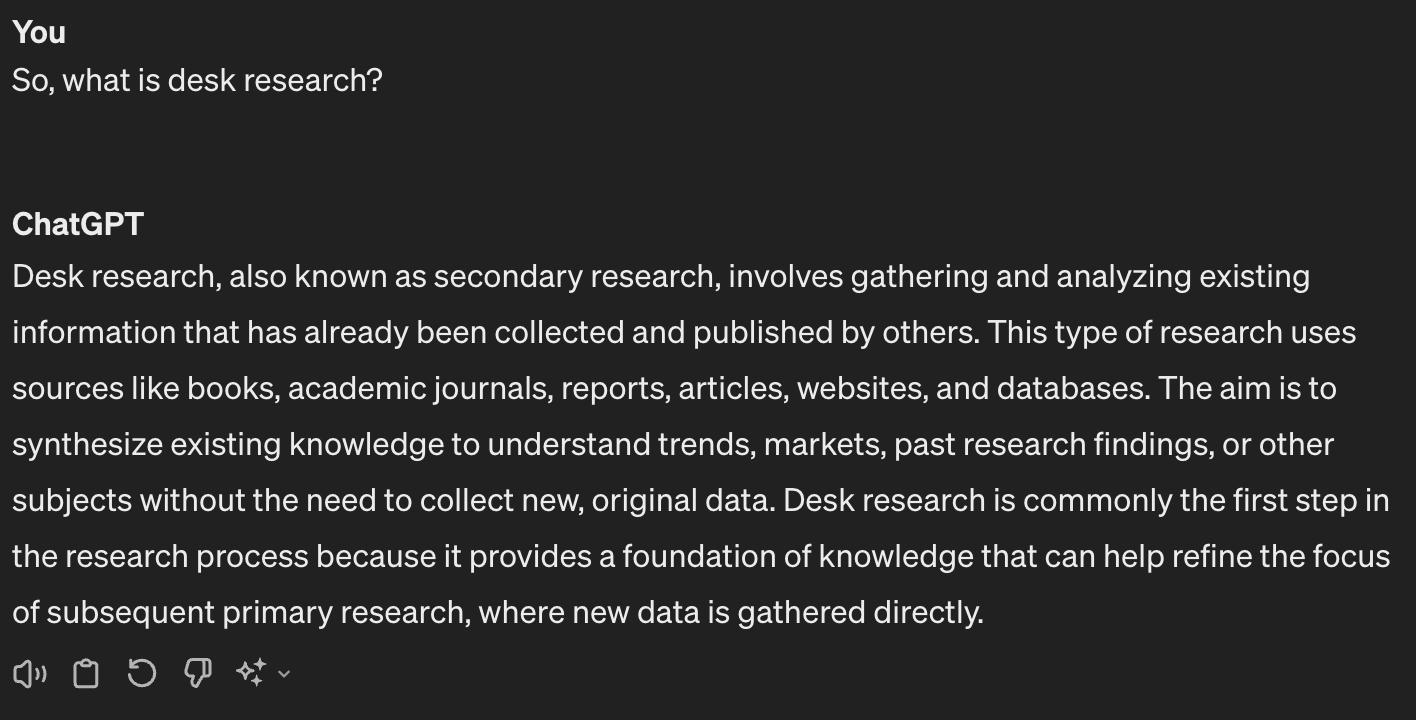 You
So, what is desk research?
ChatGPT
Desk research, also known as secondary research, involves gathering and analyzing existing
information that has already been collected and published by others. This type of research uses
sources like books, academic journals, reports, articles, websites, and databases. The aim is to
synthesize existing knowledge to understand trends, markets, past research findings, or other
subjects without the need to collect new, original data. Desk research is commonly the first step in
the research process because it provides a foundation of knowledge that can help refine the focus
of subsequent primary research, where new data is gathered directly.